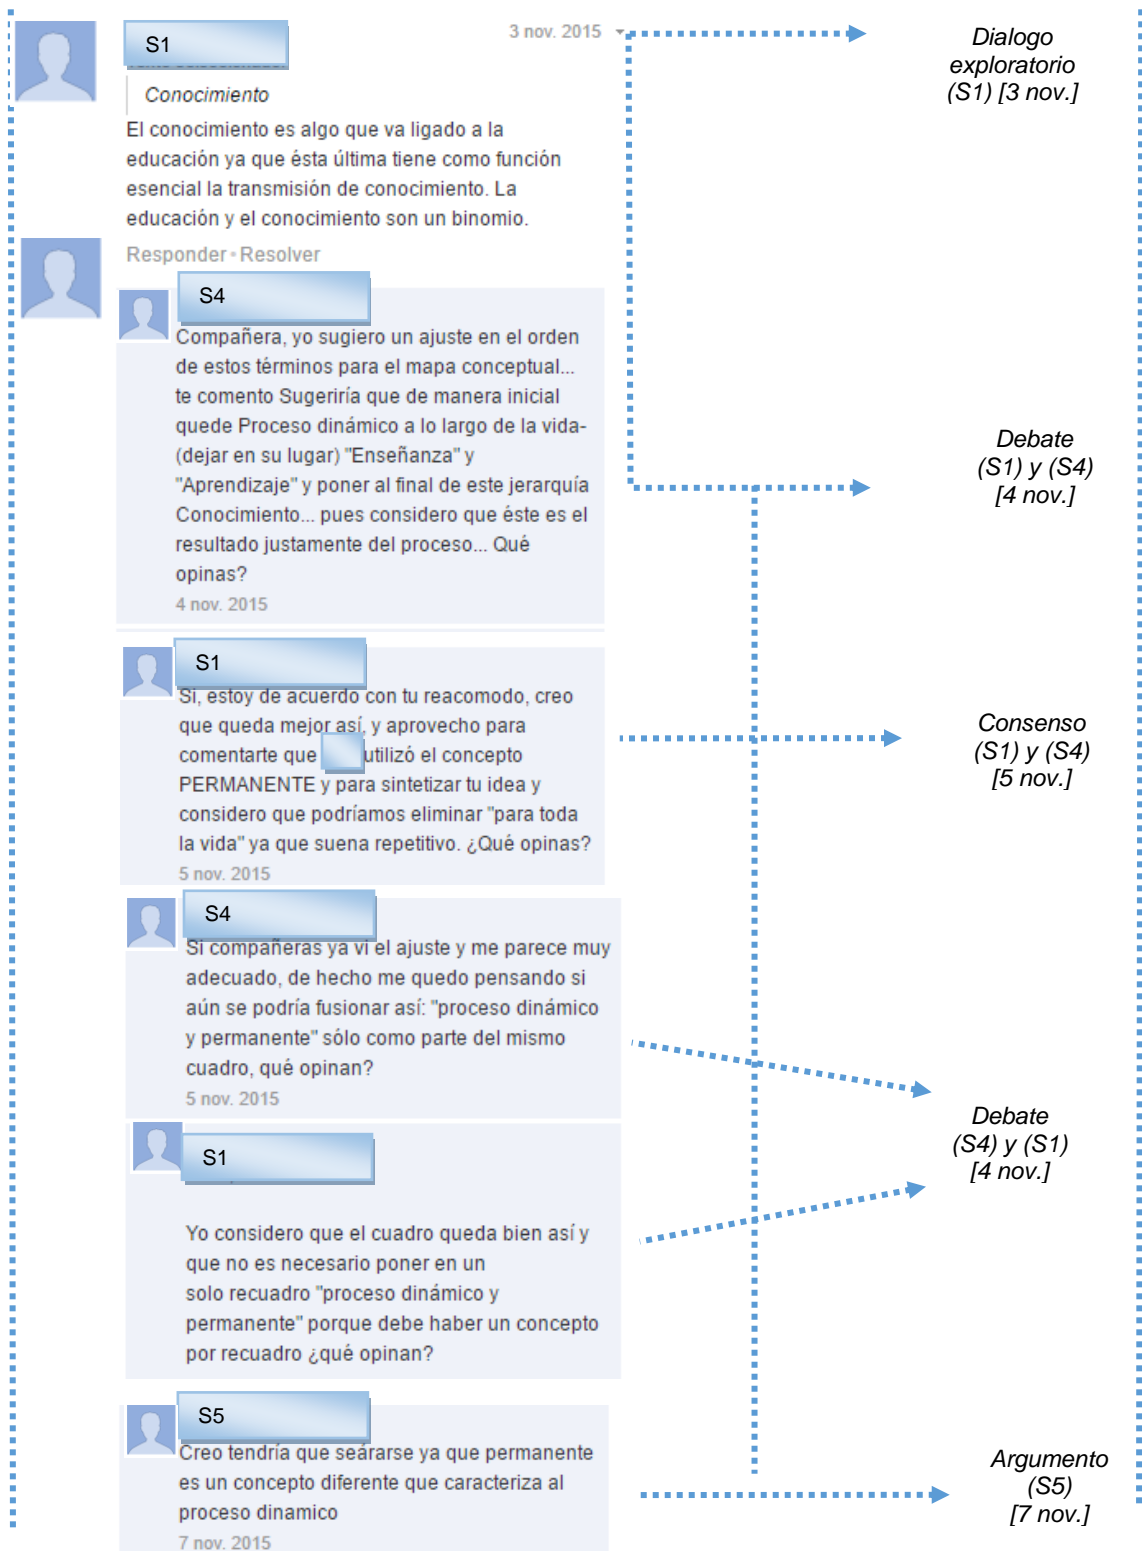 S1
3 nov. 2015
Conocimiento
El conocimiento es algo que va ligado a la
educación ya que ésta última tiene como función
esencial la transmisión de conocimiento. La
educación y el conocimiento son un binomio.
Responder • Resolver
Dialogo
exploratorio
(S1) [3 nov.]
S4
Compañera, yo sugiero un ajuste en el orden
de estos términos para el mapa conceptual...
te comento Sugeriría que de manera inicial
quede Proceso dinámico a lo largo de la vida-
(dejar en su lugar) "Enseñanza" y
"Aprendizaje" y poner al final de este jerarquía
Conocimiento... pues considero que éste es el
resultado justamente del proceso... Qué
opinas?
4 nov. 2015
Debate
(S1) y (S4)
[4 nov.]
S1
Si, estoy de acuerdo con tu reacomodo, creo
que queda mejor así, y aprovecho para
comentarte que utilizó el concepto
PERMANENTE y para sintetizar tu idea y
considero que podríamos eliminar "para toda
la vida" ya que suena repetitivo. ¿Qué opinas?
5 nov. 2015
Consenso
(S1) y (S4)
[5 nov.]
S4
Si compañeras ya vi el ajuste y me parece muy
adecuado, de hecho me quedo pensando si
aún se podría fusionar así: "proceso dinámico
y permanente" sólo como parte del mismo
cuadro, qué opinan?
5 nov. 2015
S1
Yo considero que el cuadro queda bien así y
que no es necesario poner en un
solo recuadro "proceso dinámico y
permanente" porque debe haber un concepto
por recuadro ¿qué opinan?
Debate
(S4) y (S1)
[4 nov.]
S5
Creo tendría que seárarse ya que permanente
es un concepto diferente que caracteriza al
proceso dinamico
7 nov. 2015
Argumento
(S5)
[7 nov.]